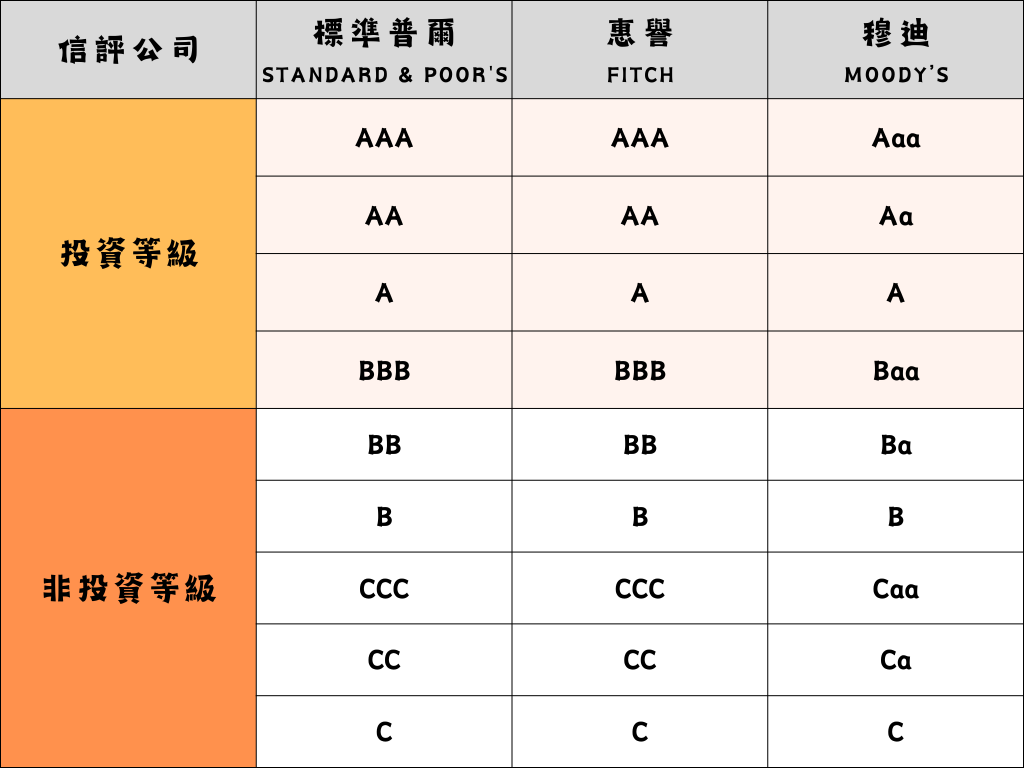 信評公司
標準普爾
STANDARD & POOR'S
惠譽
FITCH
穆迪
MOODY'S
投資等級
AAA AAA Aaa
AA AA Aa
A A A
BBB BBB Baa
非投資等級
BB BB Ba
B B B
CCC CCC Caa
CC CC Ca
C C C